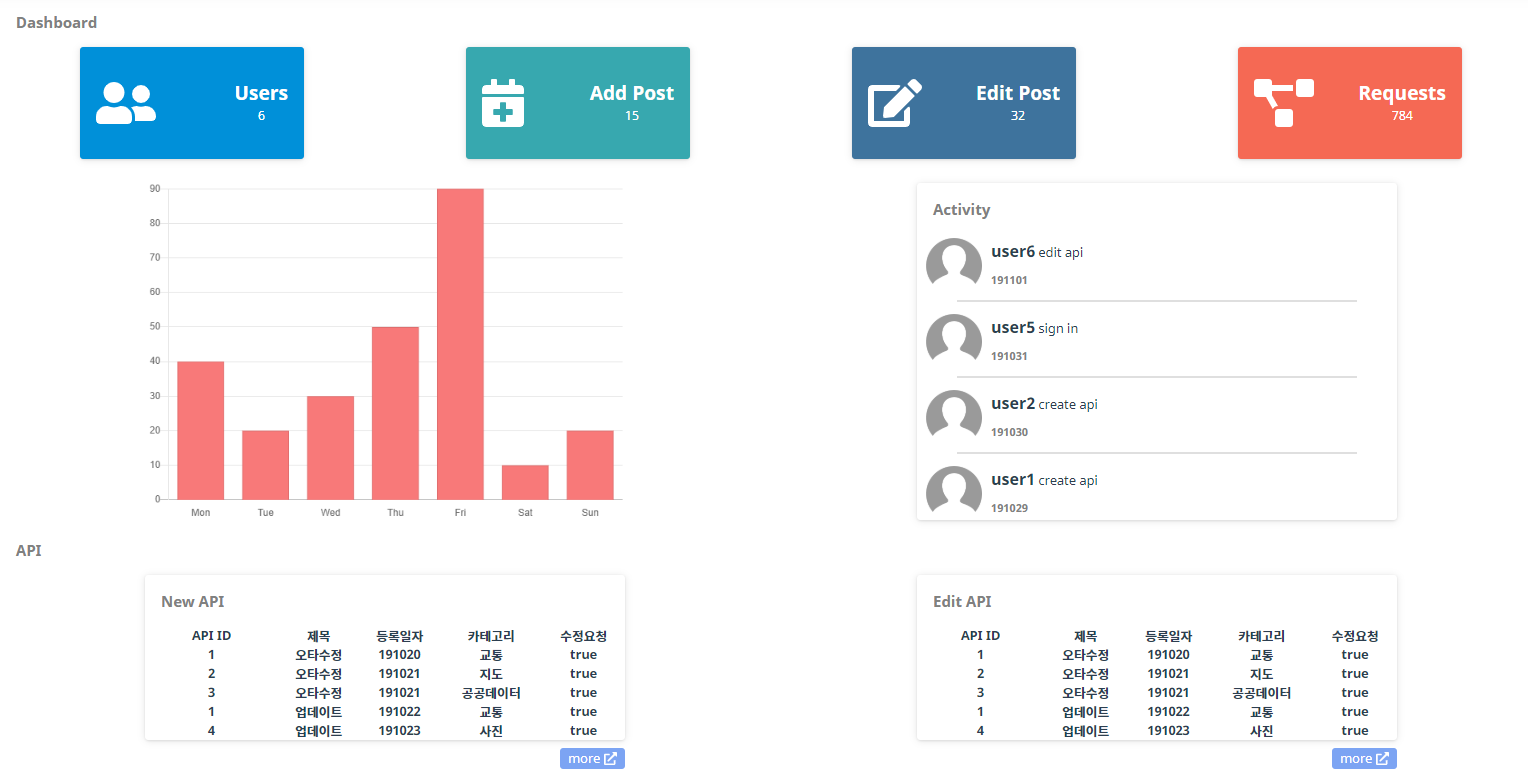 Dashboard
Users
6
Add Post
15
Edit Post
32
Requests
784
90
80
70
60
50
40
30
20
10
0
Mon Tue Wed Thu Fri Sat Sun
Activity
user6 edit api
191101
user5 sign in
191031
user2 create api
191030
user1 create api
191029
API
New API
API ID 제목 등록일자 카테고리 수정요청
1 오타수정 191020 교통 true
2 오타수정 191021 지도 true
3 오타수정 191021 공공데이터 true
1 업데이트 191022 교통 true
4 업데이트 191023 사진 true
more
Edit API
API ID 제목 등록일자 카테고리 수정요청
1 오타수정 191020 교통 true
2 오타수정 191021 지도 true
3 오타수정 191021 공공데이터 true
1 업데이트 191022 교통 true
4 업데이트 191023 사진 true
more